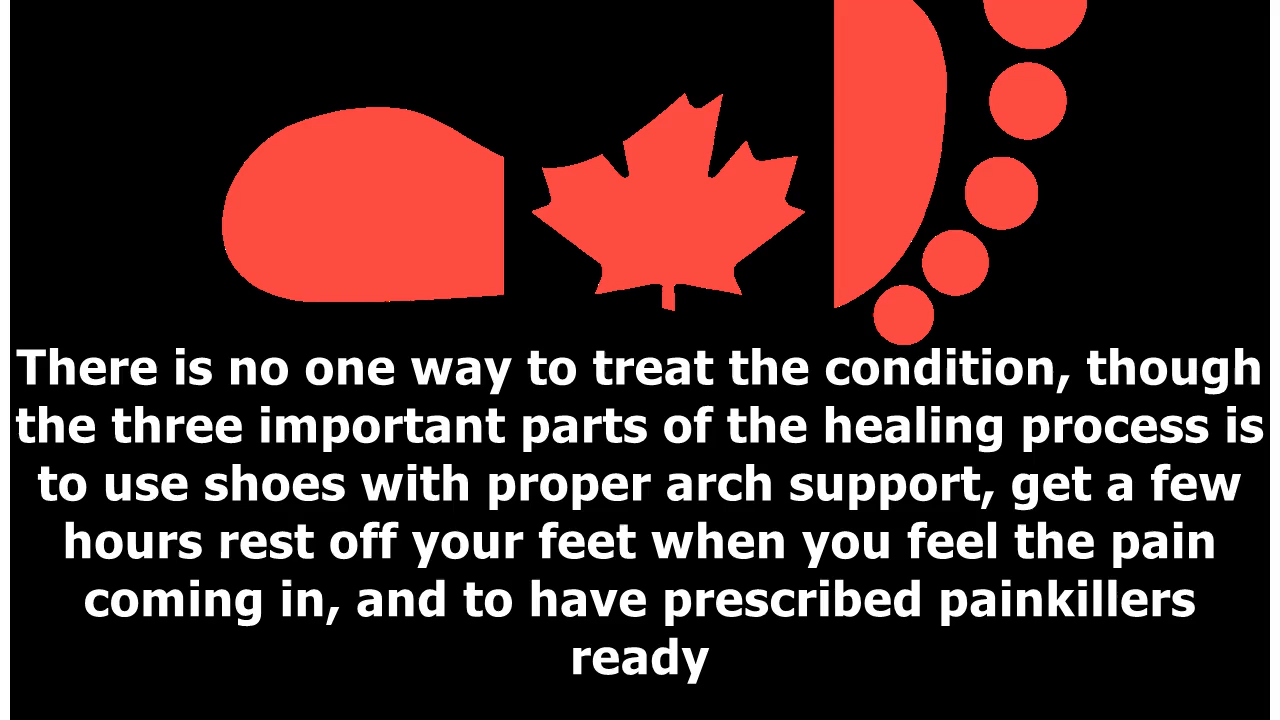 There is no one way to treat the condition, though
the three important parts of the healing process is
to use shoes with proper arch support, get a few
hours rest off your feet when you feel the pain
coming in, and to have prescribed painkillers
ready